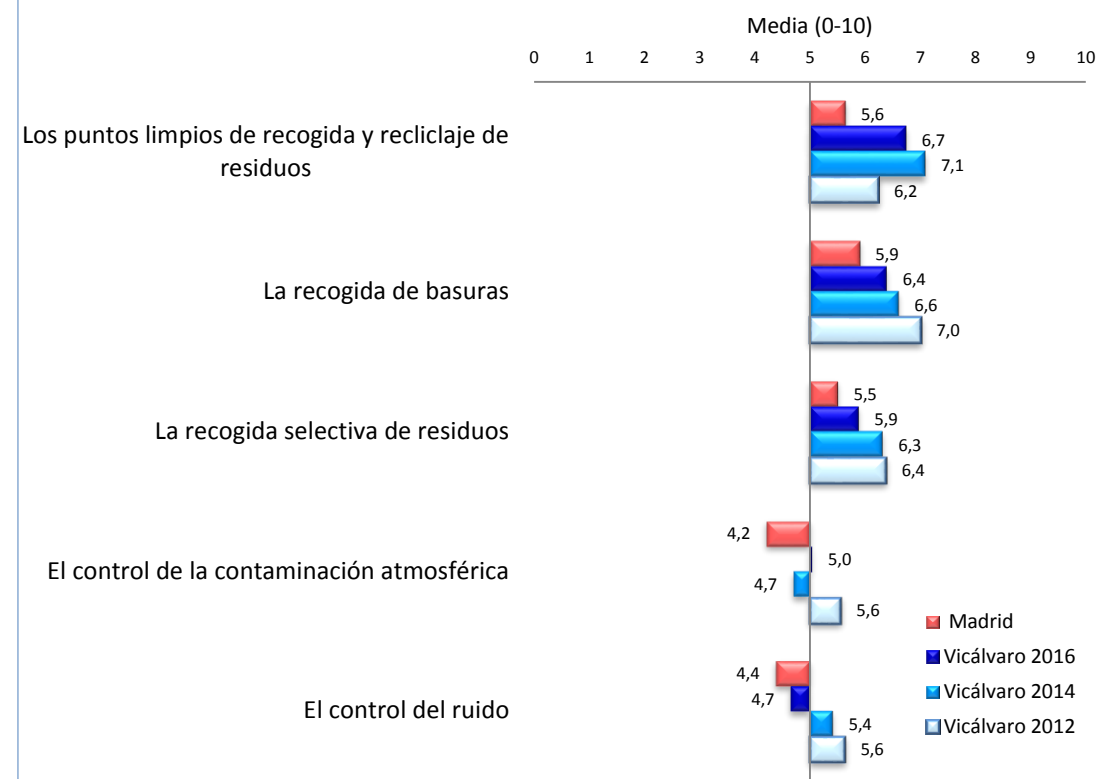 Media (0-10)
0 1 2 3 4 5 6 7 8 9 10
Los puntos limpios de recogida y recliclaje de
residuos
5,6
6,7
7,1
6,2
La recogida de basuras
5,9
6,4
6,6
7,0
La recogida selectiva de residuos
5,5
5,9
6,3
6,4
El control de la contaminación atmosférica
4,2
5,0
4,7
5,6
El control del ruido
4,4
4,7
5,4
5,6
Madrid
Vicálvaro 2016
Vicálvaro 2014
Vicálvaro 2012